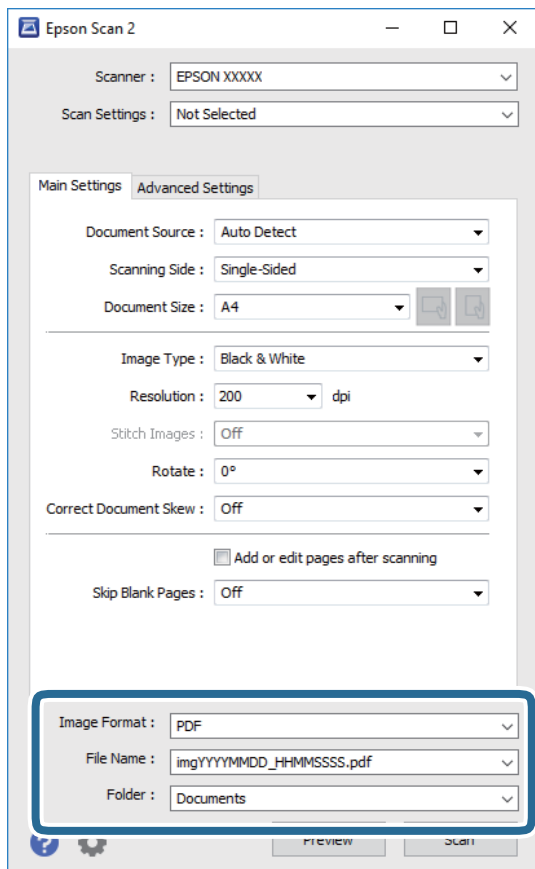 Epson Scan 2
Scanner : EPSON XXXXX
Scan Settings : Not Selected
Main Settings Advanced Settings
Document Source : Auto Detect
Scanning Side : Single-Sided
Document Size : A4
Image Type : Black & White
Resolution : 200 dpi
Stitch Images : Off
Rotate : 0°
Correct Document Skew : Off
Add or edit pages after scanning
Skip Blank Pages : Off
Image Format : PDF
File Name : imgYYYYMMDD_HHMMSSSS.pdf
Folder : Documents
? Preview Scan